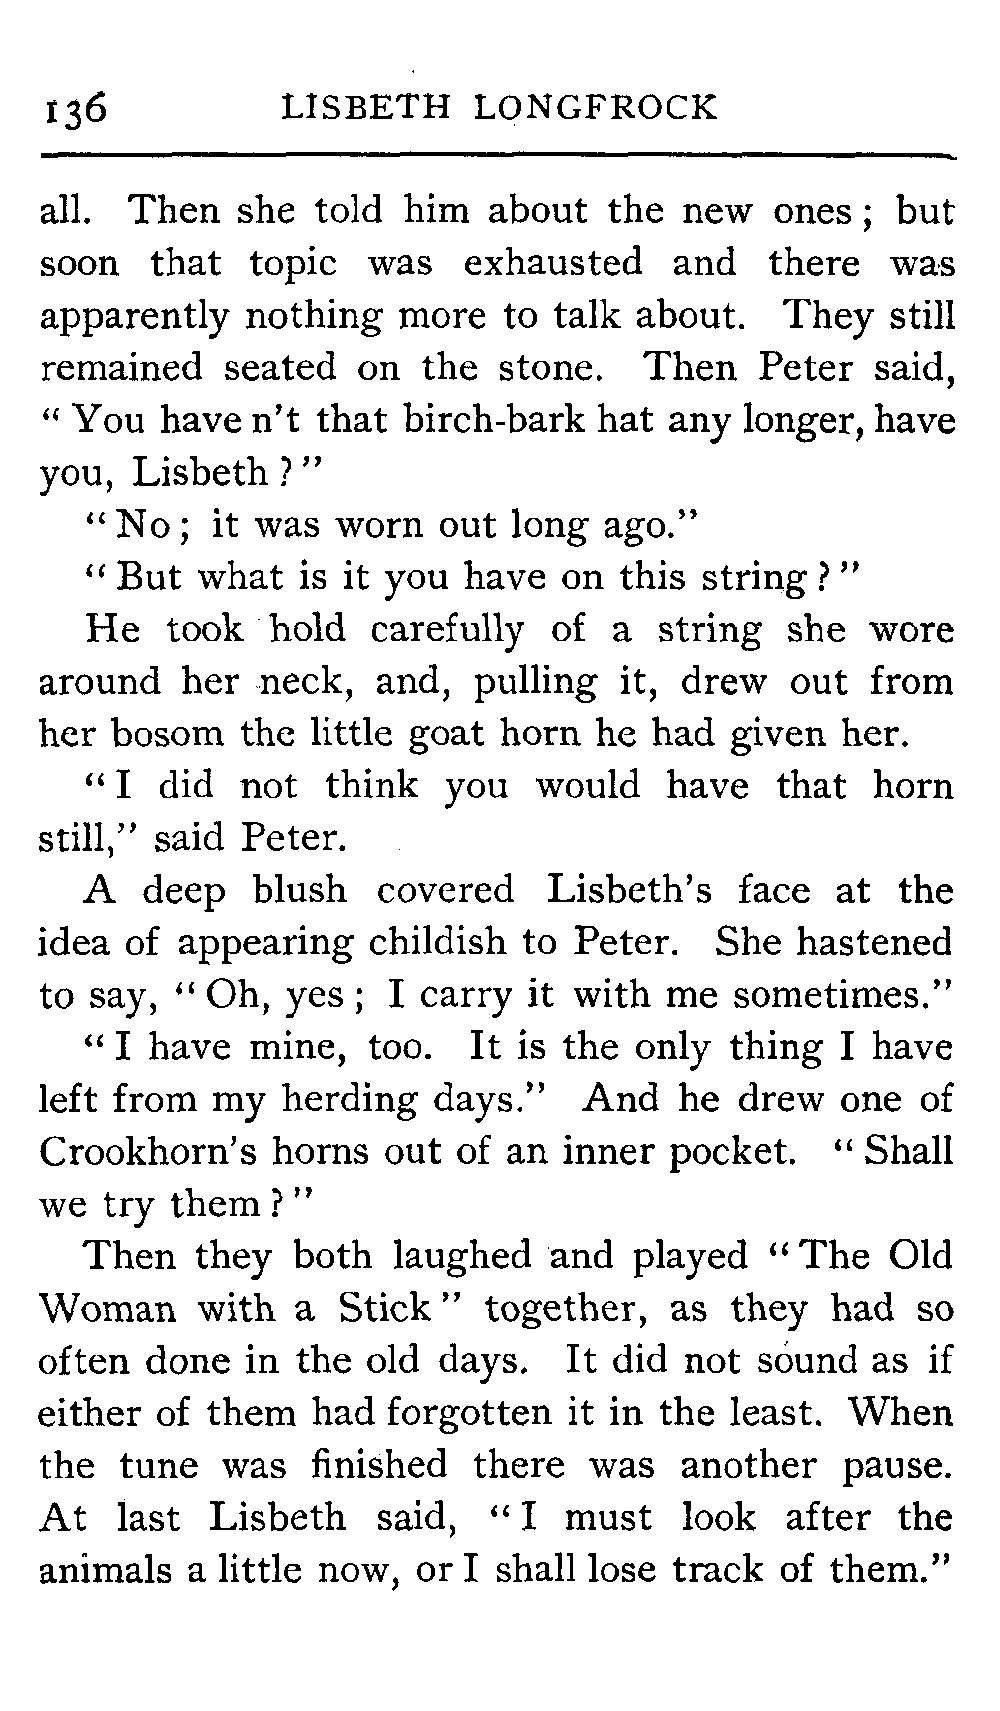 136 LISBETH LONGFROCK
all. Then she told him about the new ones ; but
soon that topic was exhausted and there was
apparently nothing more to talk about. They still
remained seated on the stone. Then Peter said,
“ You have n’t that birch-bark hat any longer, have
you, Lisbeth ? ”
“ No ; it was worn out long ago.”
“ But what is it you have on this string ? ”
He took hold carefully of a string she wore
around her neck, and, pulling it, drew out from
her bosom the little goat horn he had given her.
“ I did not think you would have that horn
still,” said Peter.
A deep blush covered Lisbeth’s face at the
idea of appearing childish to Peter. She hastened
to say, “ Oh, yes ; I carry it with me sometimes.”
“ I have mine, too. It is the only thing I have
left from my herding days.” And he drew one of
Crookhorn’s horns out of an inner pocket. “ Shall
we try them ? ”
Then they both laughed and played “ The Old
Woman with a Stick ” together, as they had so
often done in the old days. It did not sound as if
either of them had forgotten it in the least. When
the tune was finished there was another pause.
At last Lisbeth said, “ I must look after the
animals a little now, or I shall lose track of them.”